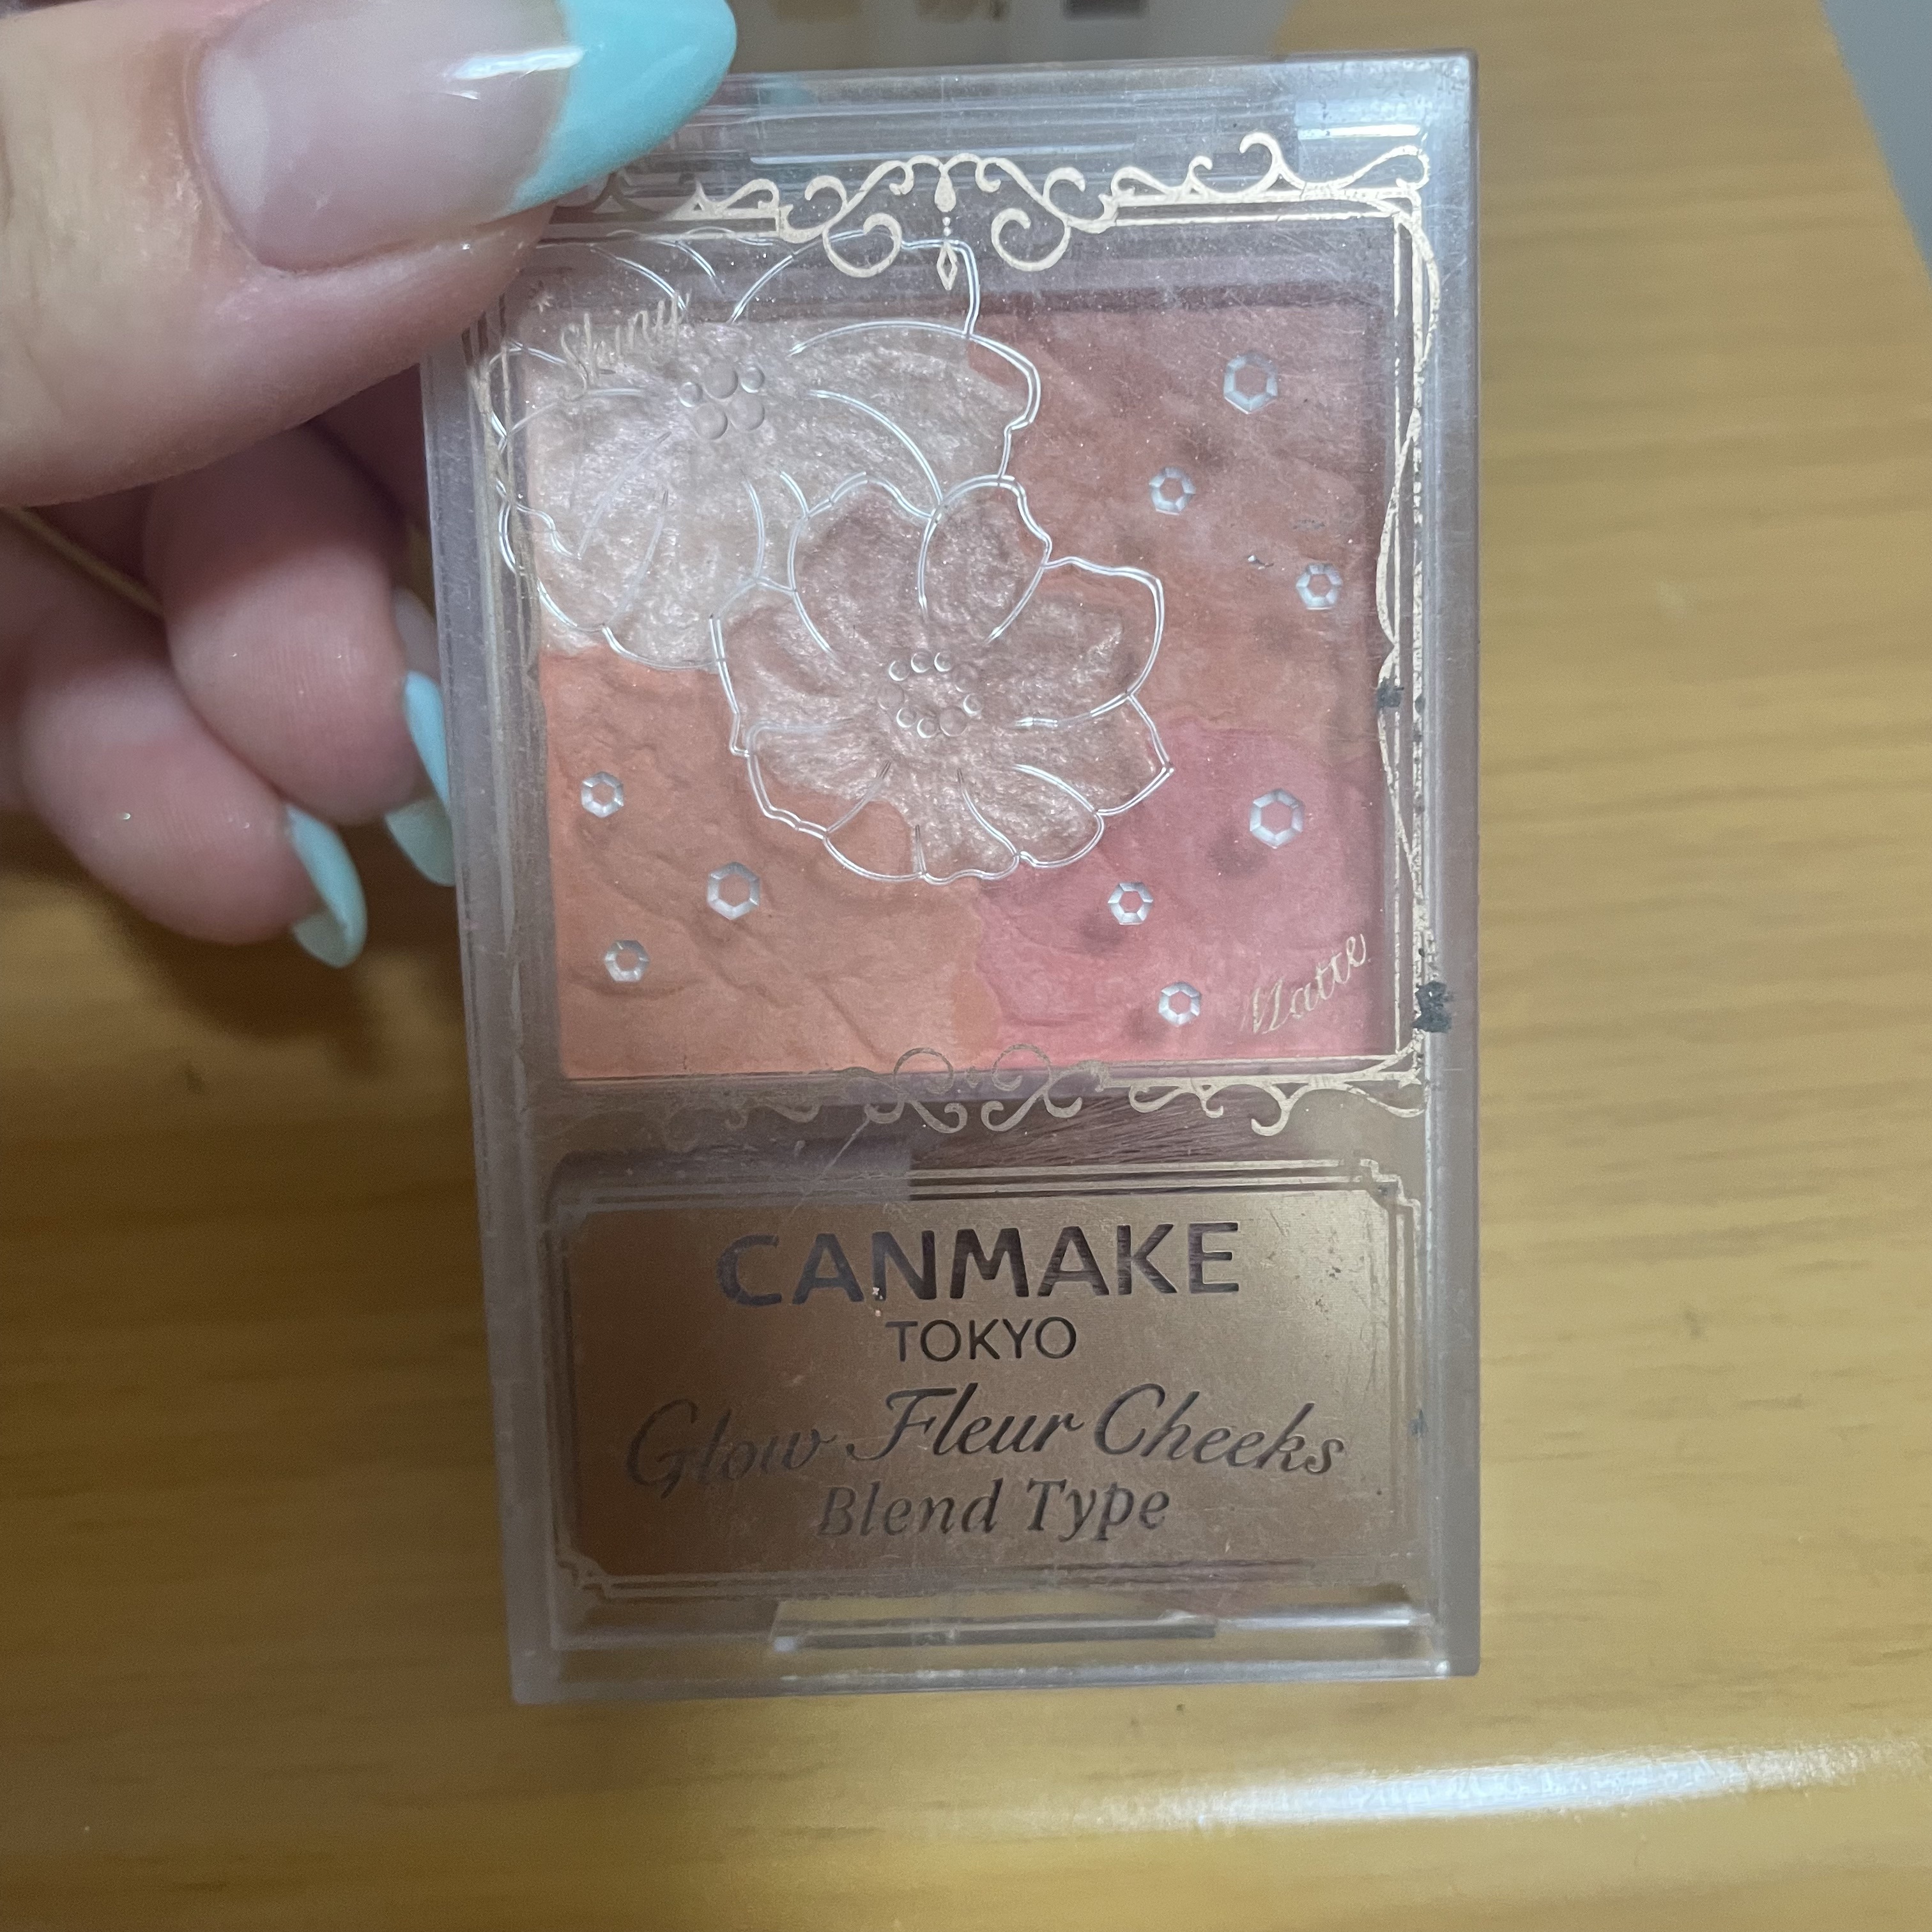 Shiny
Matte
CANMAKE
TOKYO
Glow Fleur Cheeks
Blend Type